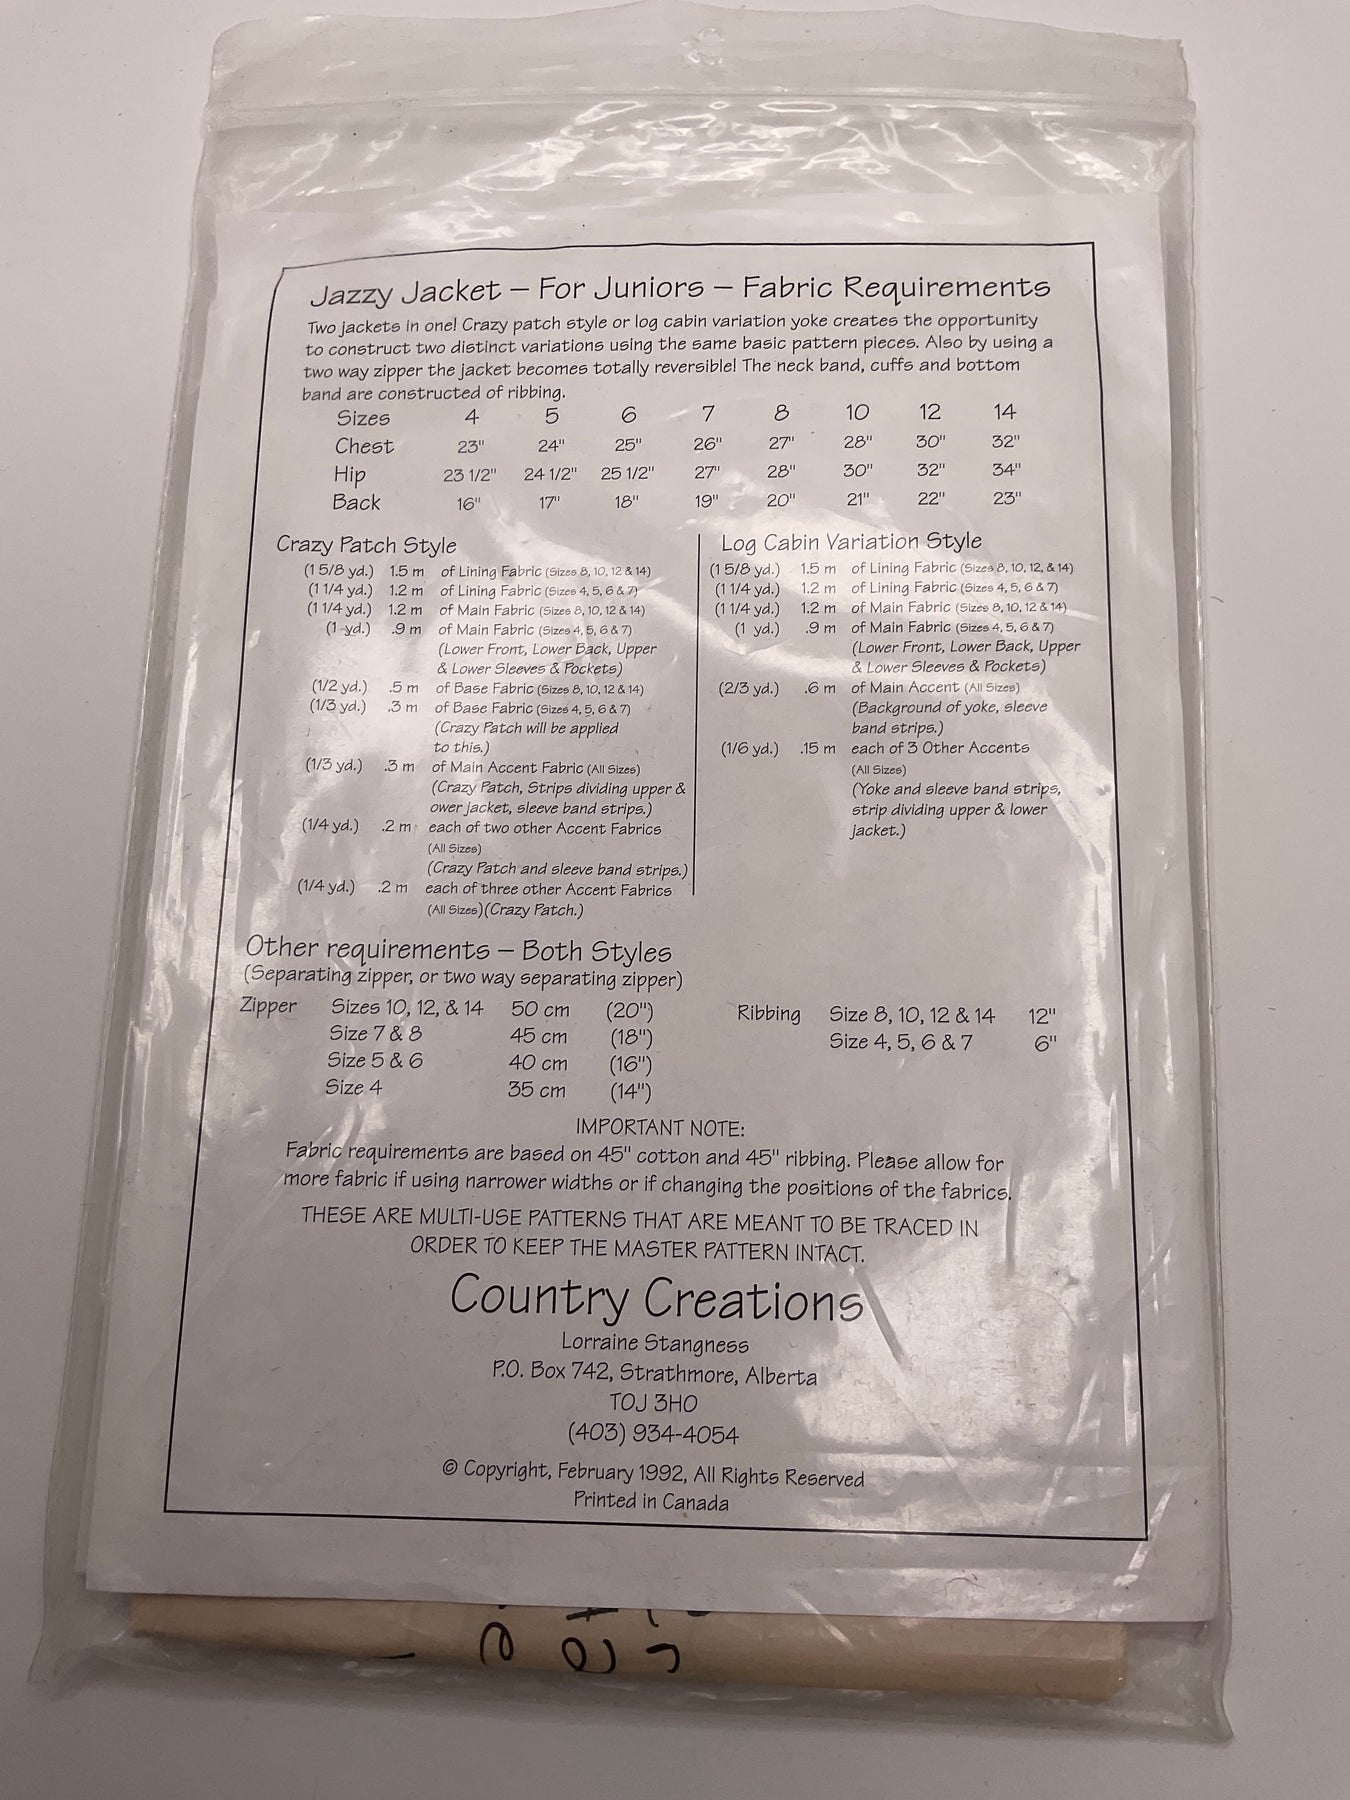 Jazzy Jacket – For Juniors – Fabric Requirements
Two jackets in one! Crazy patch style or log cabin variation yoke creates the opportunity
to construct two distinct variations using the same basic pattern pieces. Also by using a
two way zipper the jacket becomes totally reversible! The neck band, cuffs and bottom
band are constructed of ribbing.
Sizes 4 5 6 7 8 10 12 14
Chest 23" 24" 25" 26" 27" 28" 30" 32"
Hip 23 1/2" 24 1/2" 25 1/2" 27" 28" 30" 32" 34"
Back 16" 17" 18" 19" 20" 21" 22" 23"
Crazy Patch Style
(1 5/8 yd.) 1.5 m of Lining Fabric (Sizes 8, 10, 12 & 14)
(1 1/4 yd.) 1.2 m of Lining Fabric (Sizes 4, 5, 6 & 7)
(1 1/4 yd.) 1.2 m of Main Fabric (Sizes 8, 10, 12 & 14)
(1 yd.) .9 m of Main Fabric (Sizes 4, 5, 6 & 7)
(Lower Front, Lower Back, Upper
& Lower Sleeves & Pockets)
(1/2 yd.) .5 m of Base Fabric (Sizes 8, 10, 12 & 14)
(1/3 yd.) .3 m of Base Fabric (Sizes 4, 5, 6 & 7)
(Crazy Patch will be applied
to this.)
(1/3 yd.) .3 m of Main Accent Fabric (All Sizes)
(Crazy Patch, Strips dividing upper &
ower jacket, sleeve band strips.)
(1/4 yd.) .2 m each of two other Accent Fabrics
(All Sizes)
(Crazy Patch and sleeve band strips.)
(1/4 yd.) .2 m each of three other Accent Fabrics
(All Sizes)(Crazy Patch.)
Log Cabin Variation Style
(1 5/8 yd.) 1.5 m of Lining Fabric (Sizes 8, 10, 12, & 14)
(1 1/4 yd.) 1.2 m of Lining Fabric (Sizes 4, 5, 6 & 7)
(1 1/4 yd.) 1.2 m of Main Fabric (Sizes 8, 10, 12 & 14)
(1 yd.) .9 m of Main Fabric (Sizes 4, 5, 6 & 7)
(Lower Front, Lower Back, Upper
& Lower Sleeves & Pockets)
(2/3 yd.) .6 m of Main Accent (All Sizes)
(Background of yoke, sleeve
band strips.)
(1/6 yd.) .15 m each of 3 Other Accents
(All Sizes)
(Yoke and sleeve band strips,
strip dividing upper & lower
jacket.)
Other requirements – Both Styles
(Separating zipper, or two way separating zipper)
Zipper Sizes 10, 12, & 14 50 cm (20")
Size 7 & 8 45 cm (18")
Size 5 & 6 40 cm (16")
Size 4 35 cm (14")
Ribbing Size 8, 10, 12 & 14 12"
Size 4, 5, 6 & 7 6"
IMPORTANT NOTE:
Fabric requirements are based on 45" cotton and 45" ribbing. Please allow for
more fabric if using narrower widths or if changing the positions of the fabrics.
THESE ARE MULTI-USE PATTERNS THAT ARE MEANT TO BE TRACED IN
ORDER TO KEEP THE MASTER PATTERN INTACT.
Country Creations
Lorraine Stangness
P.O. Box 742, Strathmore, Alberta
TOJ 3HO
(403) 934-4054
© Copyright, February 1992, All Rights Reserved
Printed in Canada